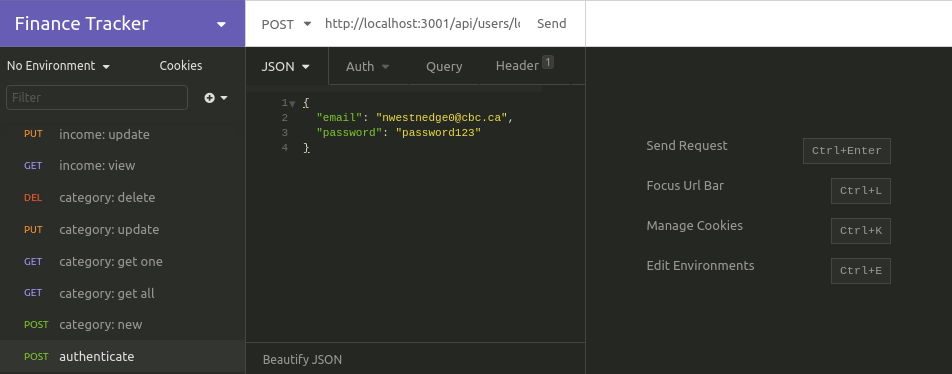 Finance Tracker
POST http://localhost:3001/api/users/l Send
No Environment Cookies
JSON Auth Query Header 1
Filter
1 {
2 "email": "nwestnedge0@cbc.ca",
3 "password": "password123"
4 }
PUT income: update
GET income: view
DEL category: delete
PUT category: update
GET category: get one
GET category: get all
POST category: new
POST authenticate
Beautify JSON
Send Request Ctrl+Enter
Focus Url Bar Ctrl+L
Manage Cookies Ctrl+K
Edit Environments Ctrl+E